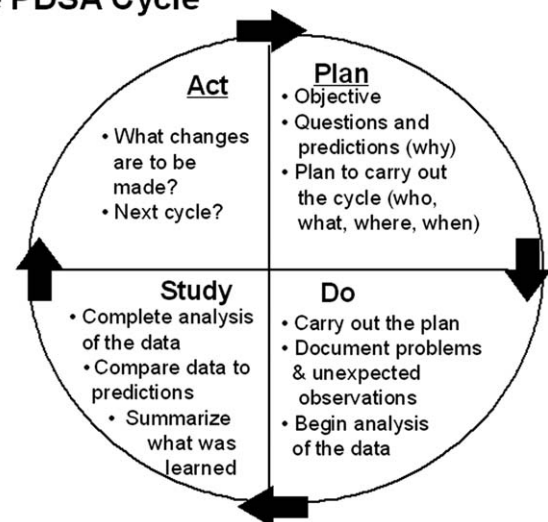 PDSA Cycle
Act
• What changes
are to be
made?
• Next cycle?
Plan
• Objective
• Questions and
predictions (why)
• Plan to carry out
the cycle (who,
what, where, when)
Study
• Complete analysis
of the data
• Compare data to
predictions
• Summarize
what was
learned
Do
• Carry out the plan
• Document problems
& unexpected
observations
• Begin analysis
of the data